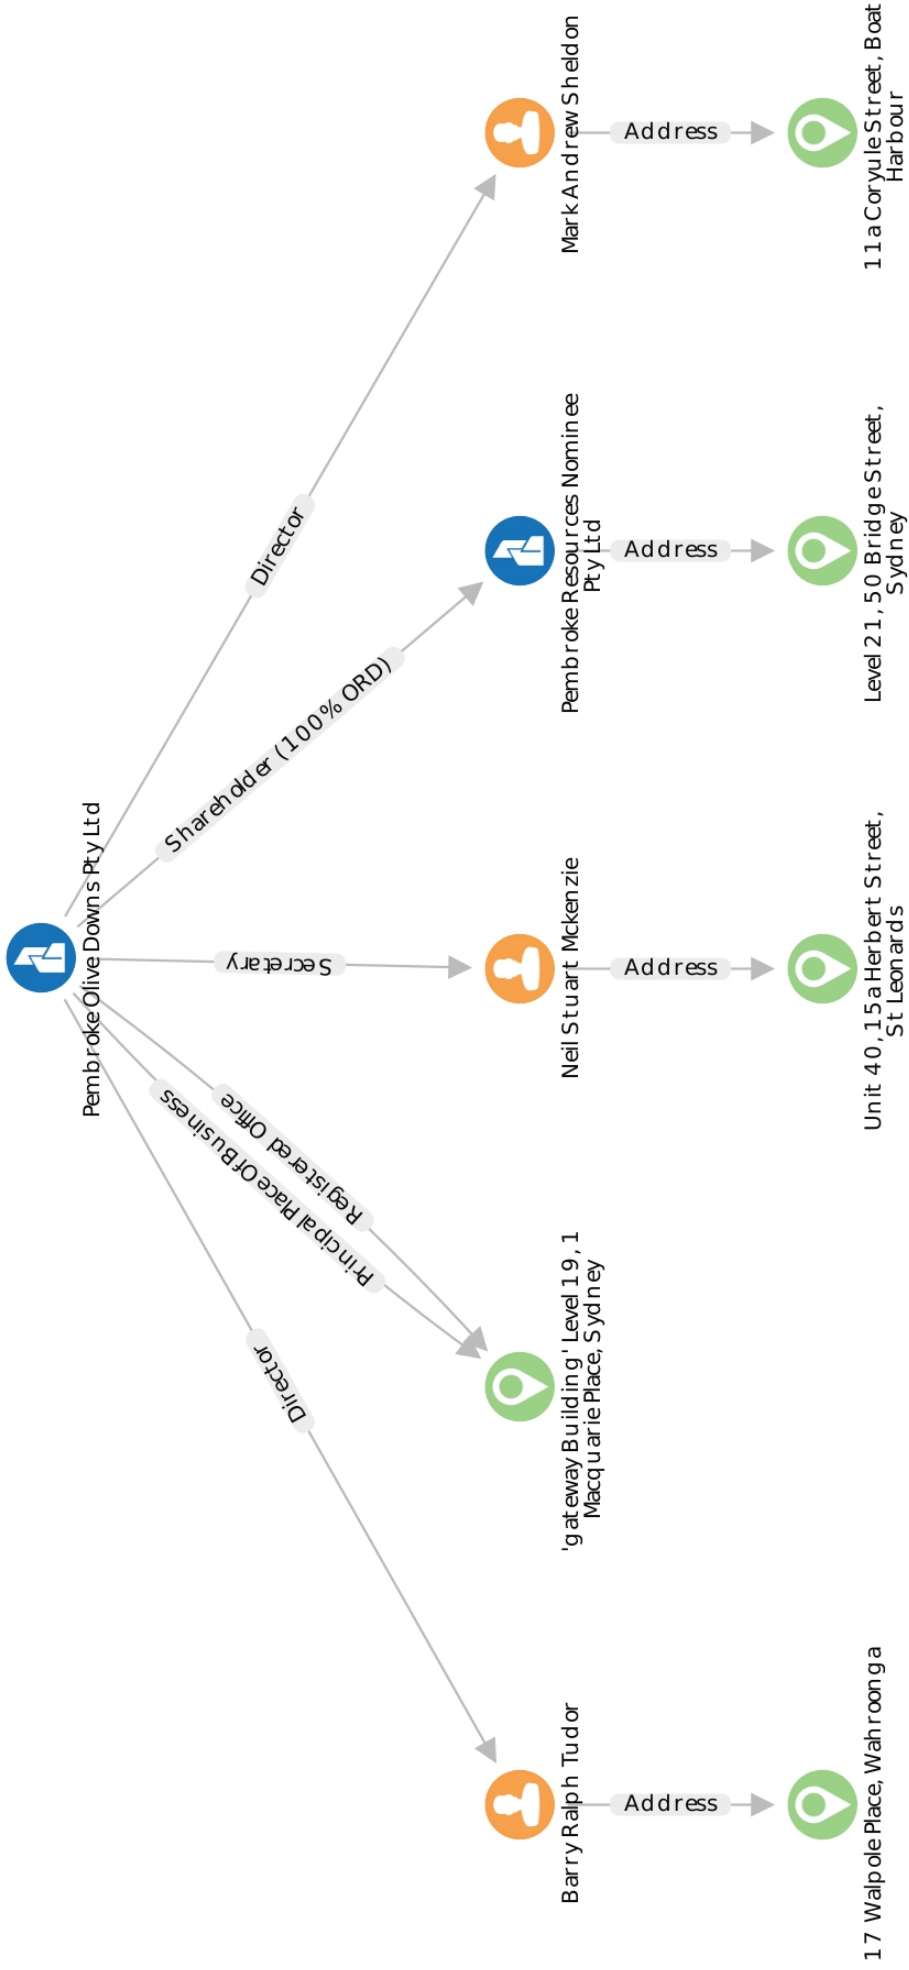 Pembroke Olive Downs Pty Ltd
Director
Principal Place Of Business
Registered Office
Secretary
Shareholder (100% ORD)
Director
Barry Ralph Tudor
'gateway Building' Level 19, 1
Macquarie Place, Sydney
Neil Stuart Mckenzie
Pembroke Resources Nominee
Pty Ltd
Mark Andrew Sheldon
Address
Address
Address
Address
17 Walpole Place, Wahroonga
Unit 40, 15a Herbert Street,
St Leonards
Level 21, 50 Bridge Street,
Sydney
11a Coryule Street, Boat
Harbour